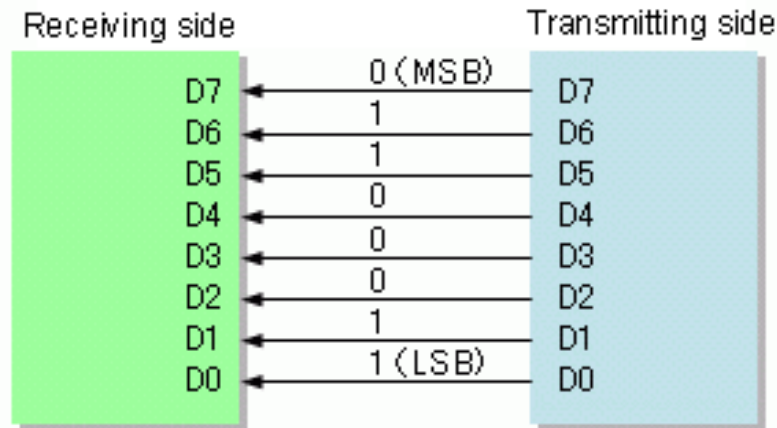 Receiving side Transmitting side
0 (MSB)
D7 D7
1
D6 D6
1
D5 D5
0
D4 D4
0
D3 D3
0
D2 D2
1
D1 D1
1 (LSB)
D0 D0